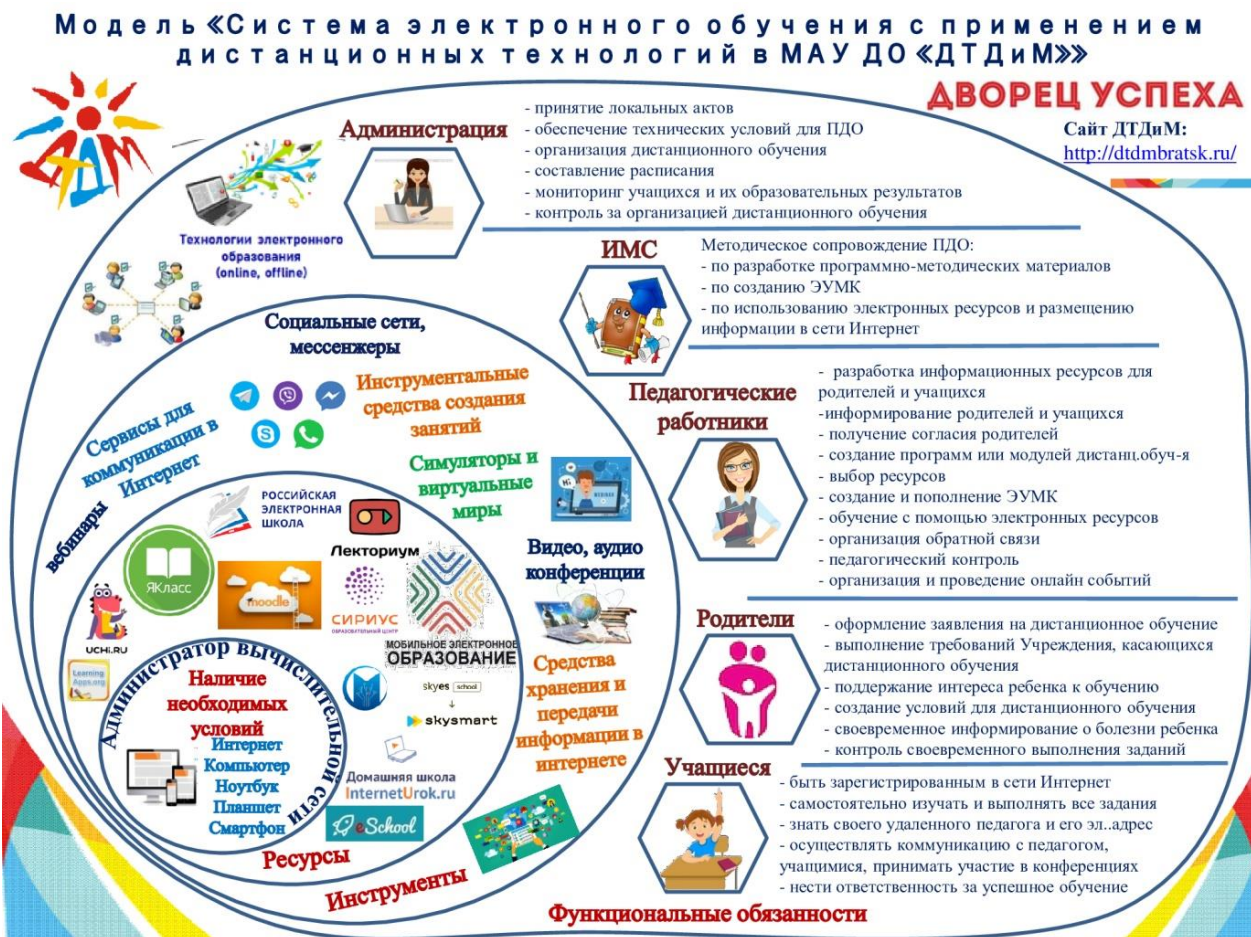 Модель «Система электронного обучения с применением
дистанционных технологий в МАУ ДО «ДТДиМ»»
ДТДМ
ДВОРЕЦ УСПЕХА
Сайт ДТДиМ:
http://dtdmbratsk.ru/
Администрация
- принятие локальных актов
- обеспечение технических условий для ПДО
- организация дистанционного обучения
- составление расписания
- мониторинг учащихся и их образовательных результатов
- контроль за организацией дистанционного обучения
Технологии электронного
образования
(online, offline)
ИМС
Методическое сопровождение ПДО:
- по разработке программно-методических материалов
- по созданию ЭУМК
- по использованию электронных ресурсов и размещению
информации в сети Интернет
Педагогические
работники
- разработка информационных ресурсов для
родителей и учащихся
-информирование родителей и учащихся
- получение согласия родителей
- создание программ или модулей дистанц.обуч-я
- выбор ресурсов
- создание и пополнение ЭУМК
- обучение с помощью электронных ресурсов
- организация обратной связи
- педагогический контроль
- организация и проведение онлайн событий
Родители
- оформление заявления на дистанционное обучение
- выполнение требований Учреждения, касающихся
дистанционного обучения
- поддержание интереса ребенка к обучению
- создание условий для дистанционного обучения
- своевременное информирование о болезни ребенка
- контроль своевременного выполнения заданий
Учащиеся
- быть зарегистрированным в сети Интернет
- самостоятельно изучать и выполнять все задания
- знать своего удаленного педагога и его эл..адрес
- осуществлять коммуникацию с педагогом,
учащимися, принимать участие в конференциях
- нести ответственность за успешное обучение
Функциональные обязанности
Социальные сети,
мессенжеры
Инструментальные
средства создания
занятий
Сервисы для
коммуникации в
Интернет
Симуляторы и
виртуальные
миры
Hi
вебинары
Видео, аудио
конференции
Средства
хранения и
передачи
информации в
интернете
Инструменты
РОССИЙСКАЯ
ЭЛЕКТРОННАЯ
ШКОЛА
Лекториум
ЯКласс
moodle
СИРИУС
ОБРАЗОВАТЕЛЬНЫЙ ЦЕНТР
МОБИЛЬНОЕ ЭЛЕКТРОННОЕ
ОБРАЗОВАНИЕ
UCHi.RU
Learning
Apps.org
skyes school
skysmart
Домашняя школа
InternetUrok.ru
eSchool
Ресурсы
Администратор вычислительной сети
Наличие
необходимых
условий
Интернет
Компьютер
Ноутбук
Планшет
Смартфон